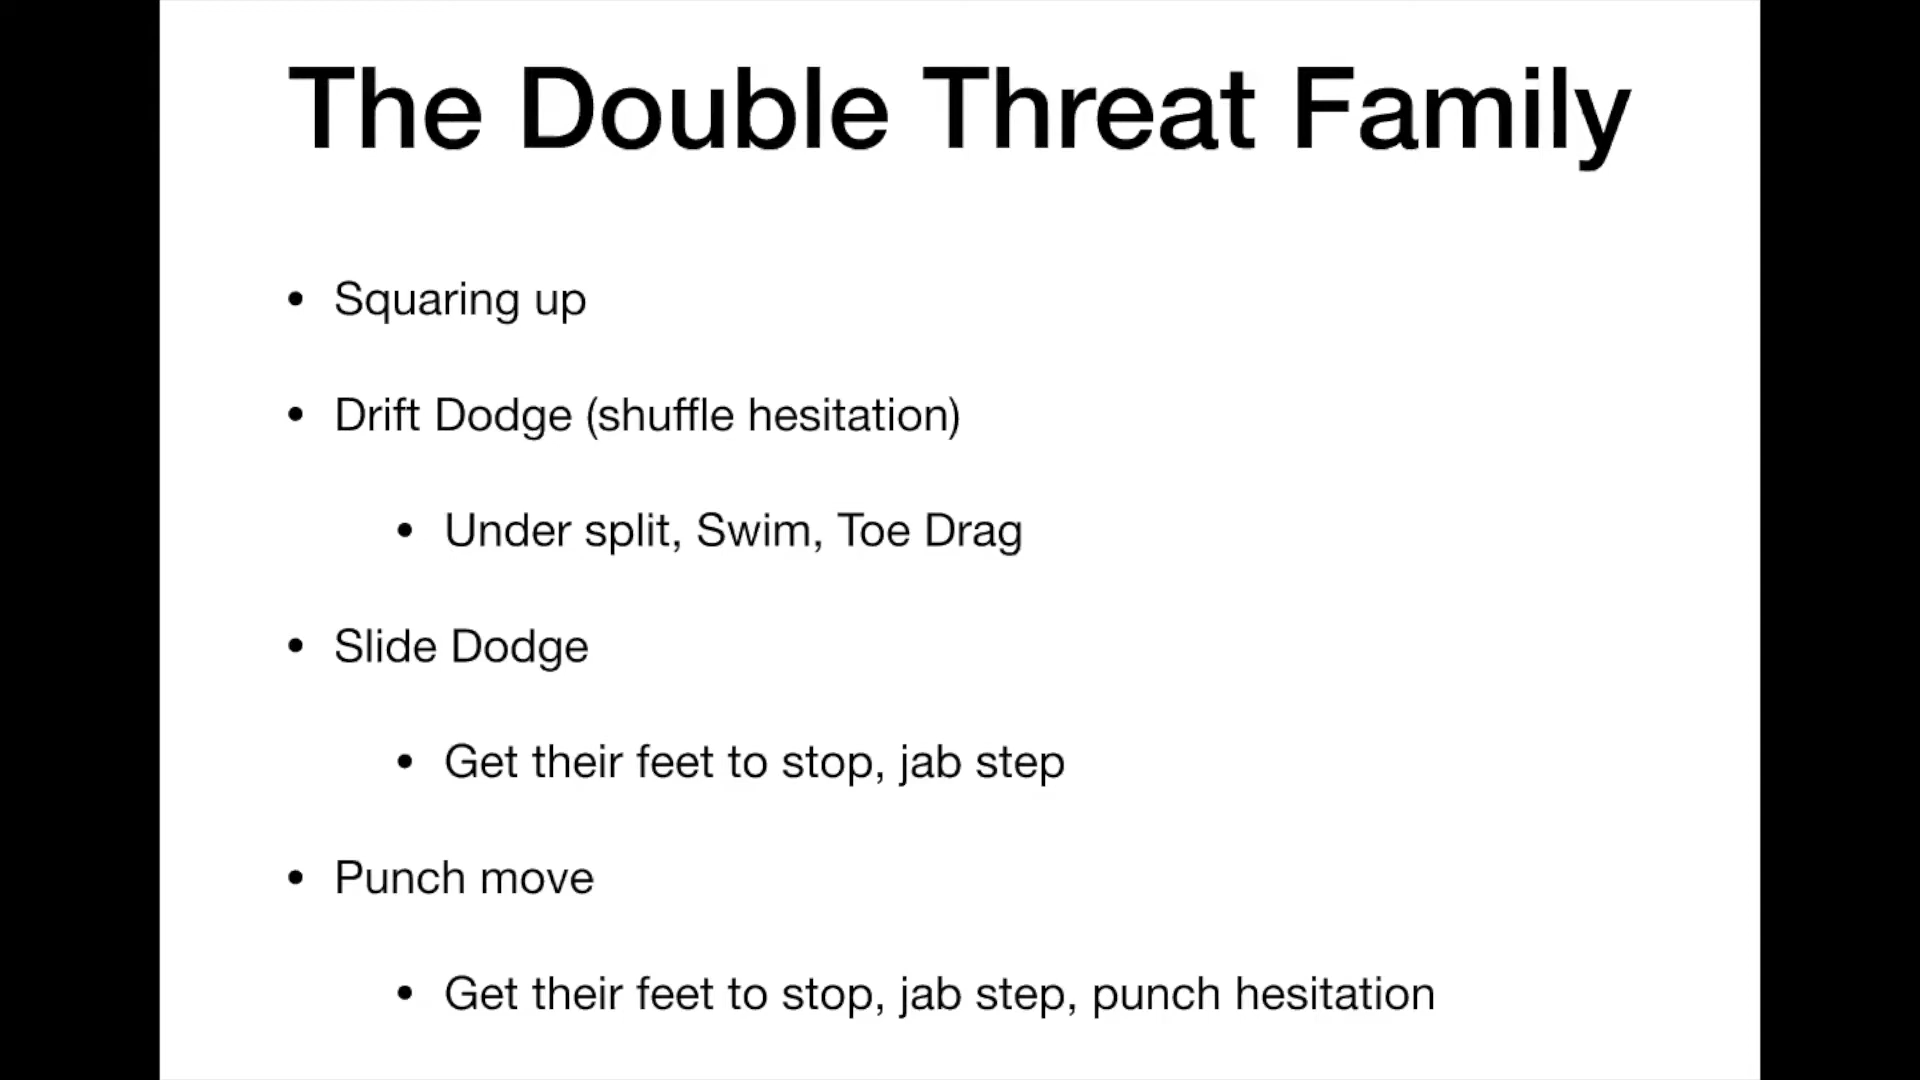 The Double Threat Family
• Squaring up
• Drift Dodge (shuffle hesitation)
• Under split, Swim, Toe Drag
• Slide Dodge
• Get their feet to stop, jab step
• Punch move
• Get their feet to stop, jab step, punch hesitation